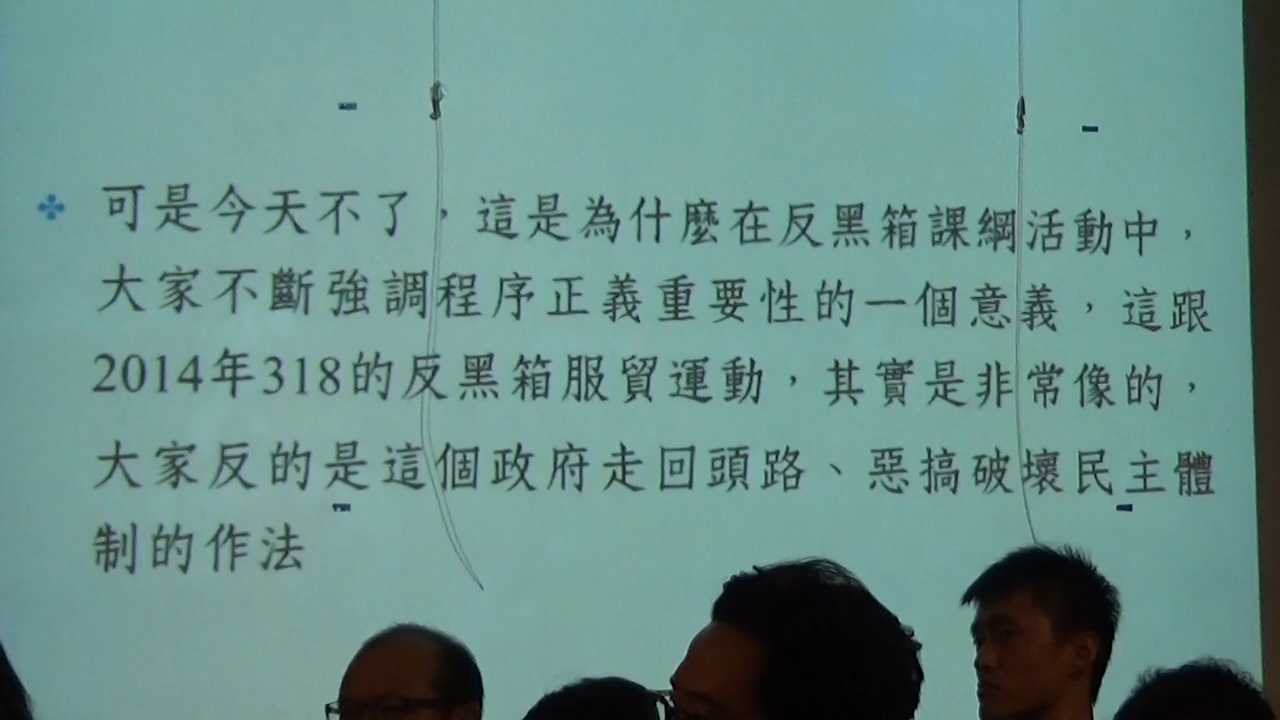 可是今天不了，這是為什麼在反黑箱課綱活動中，
大家不斷強調程序正義重要性的一個意義，這跟
2014年318的反黑箱服貿運動，其實是非常像的，
大家反的是這個政府走回頭路、惡搞破壞民主體
制的作法